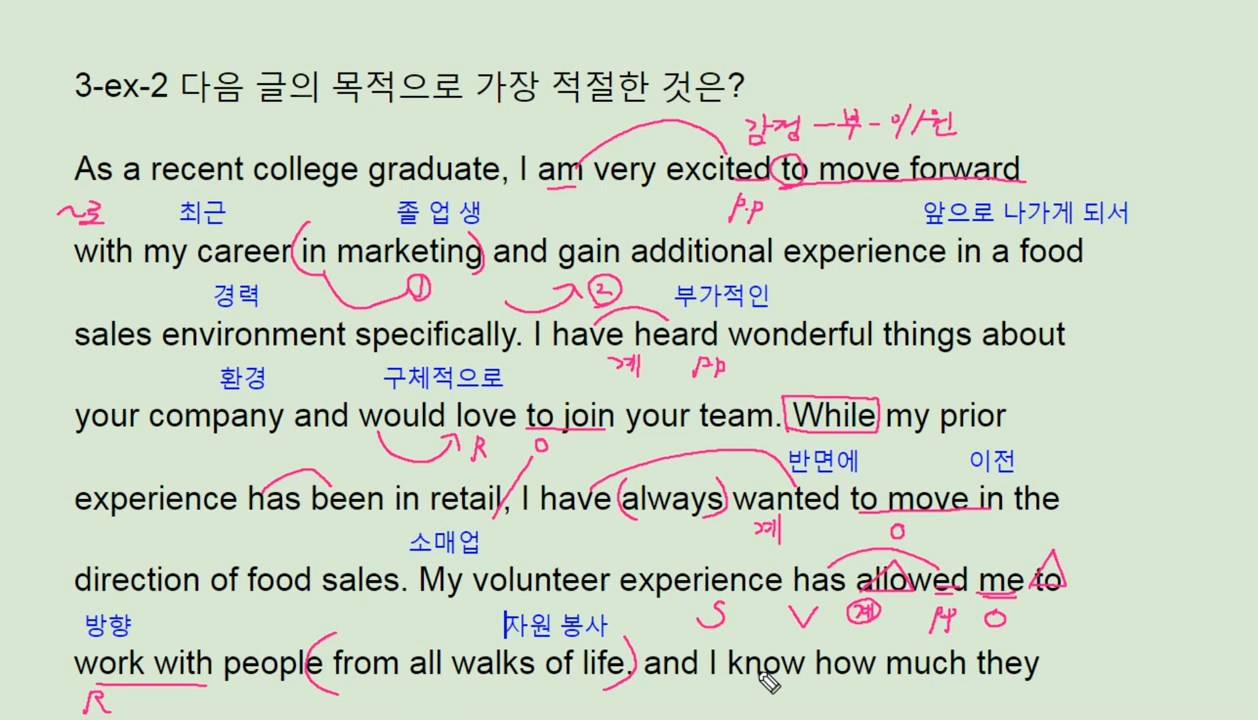 3-ex-2 다음 글의 목적으로 가장 적절한 것은?
감정 - 부 - 이/원
As a recent college graduate, I am very excited to move forward
~로 최근 졸 업 생 p.p 앞으로 나가게 되서
with my career (in marketing) and gain additional experience in a food
경력 ① ② 부가적인
sales environment specifically. I have heard wonderful things about
환경 구체적으로 계 p.p
your company and would love to join your team. While my prior
R O 반면에 이전
experience has been in retail, I have (always) wanted to move in the
소매업 계 O
direction of food sales. My volunteer experience has allowed me to
방향 자원 봉사 S V 계 pp O
work with people (from all walks of life,) and I know how much they
R